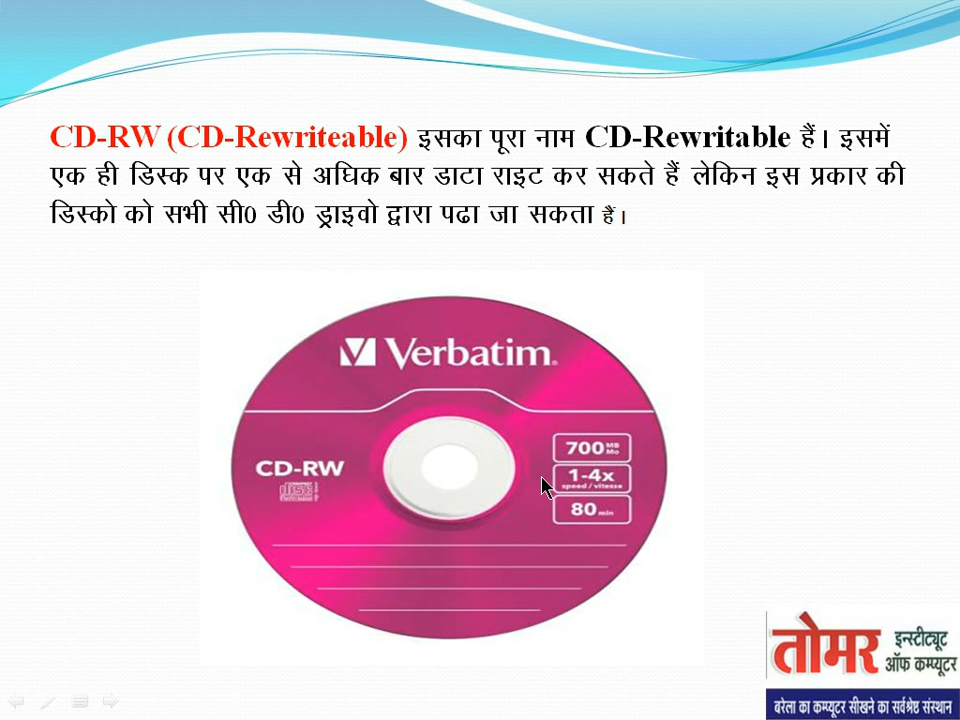 CD-RW (CD-Rewriteable) इसका पूरा नाम CD-Rewritable हैं। इसमें
एक ही डिस्क पर एक से अधिक बार डाटा राइट कर सकते हैं लेकिन इस प्रकार की
डिस्को को सभी सी0 डी0 ड्राइवो द्वारा पढा जा सकता हैं।
Verbatim
CD-RW
700 MB Mo
1-4x
speed / vitesse
80 min
तोमर इन्स्टीट्यूट
ऑफ कम्प्यूटर
बरेला का कम्प्यूटर सीखने का सर्वश्रेष्ठ संस्थान